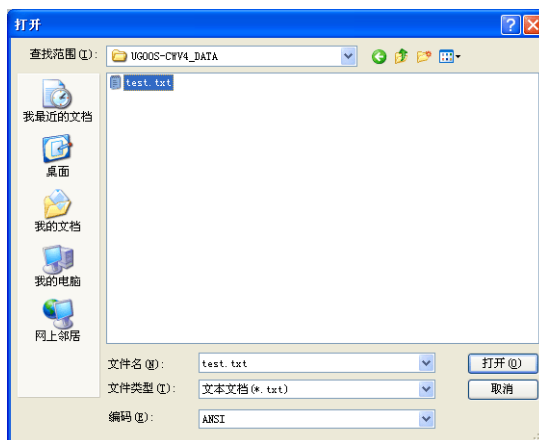 打开
查找范围(I):
UGOOS-CWV4_DATA
test.txt
我最近的文档
桌面
我的文档
我的电脑
网上邻居
文件名(N):
test.txt
打开(O)
文件类型(T):
文本文档(*.txt)
取消
编码(E):
ANSI